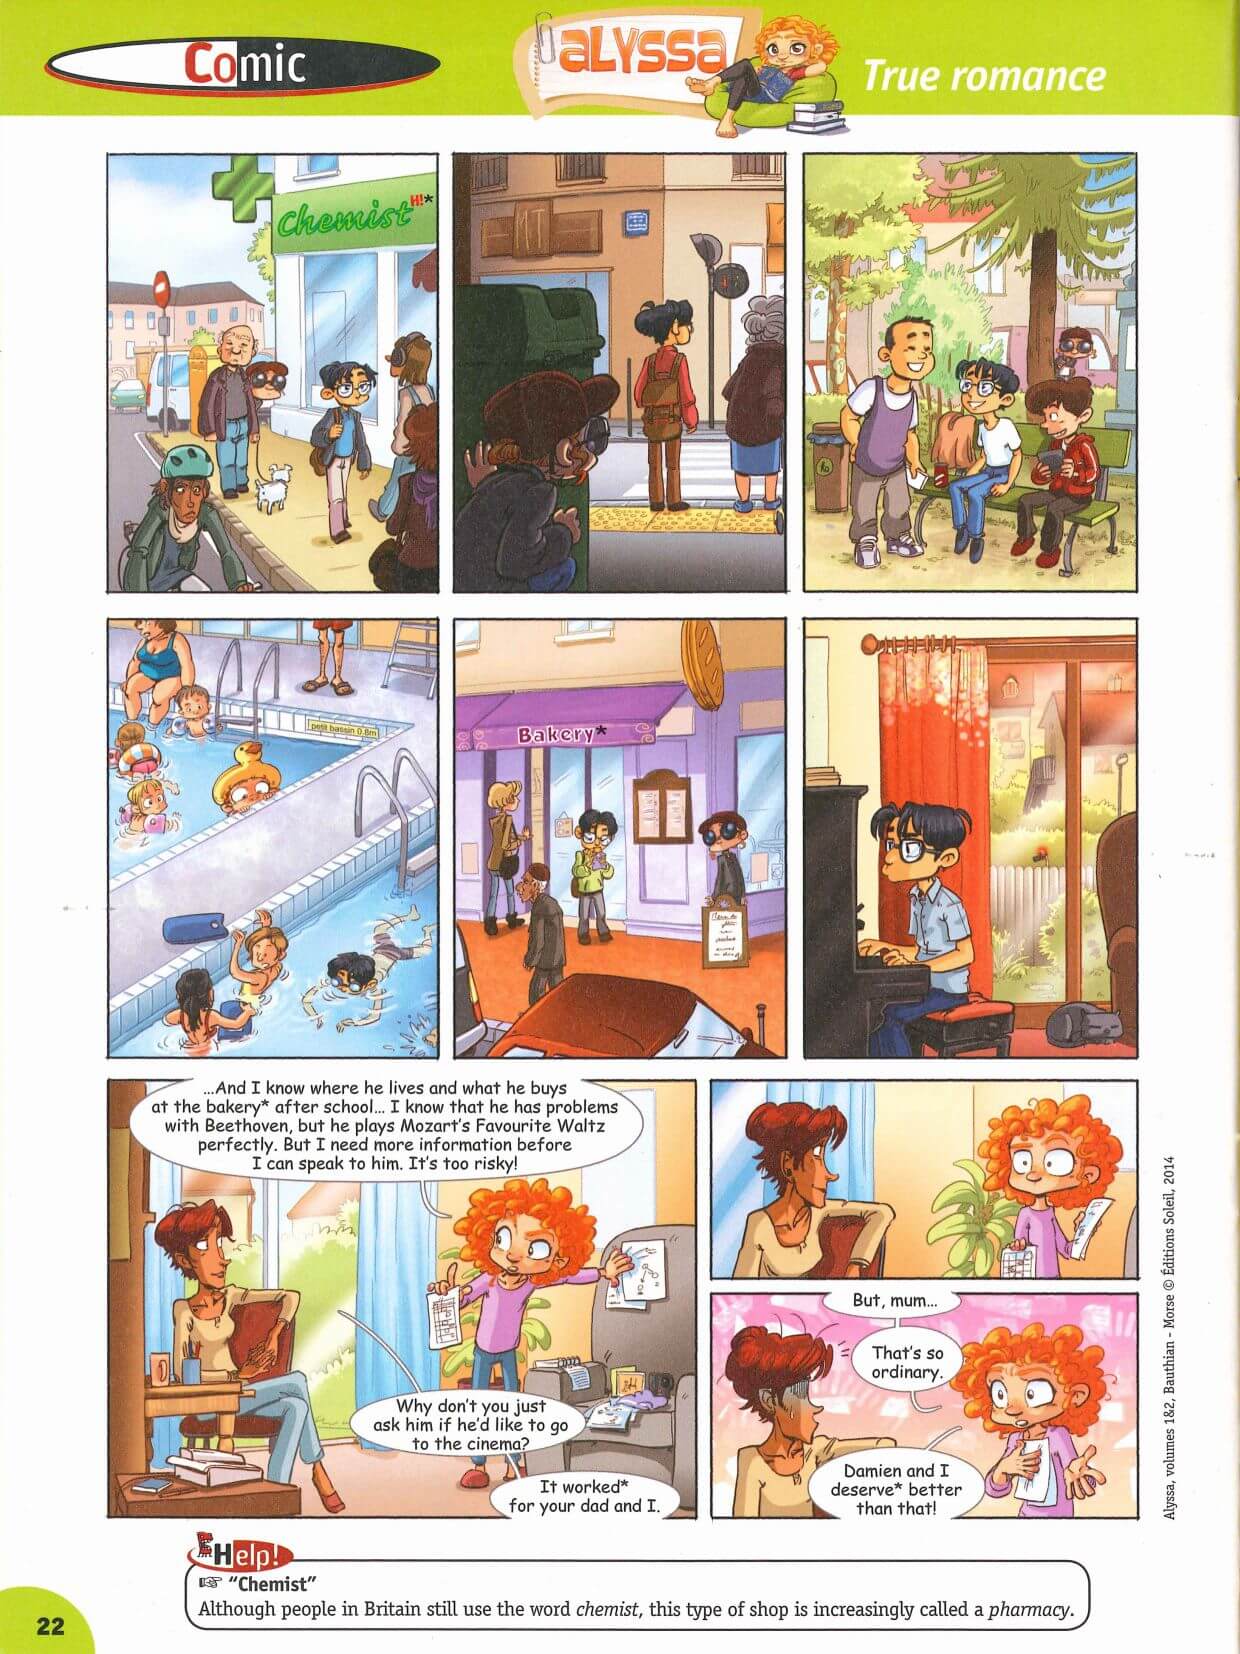 Comic
ALYSSA
True romance
Chemist H!*
petit bassin 0.8m
Bakery*
...And I know where he lives and what he buys
at the bakery* after school... I know that he has problems
with Beethoven, but he plays Mozart's Favourite Waltz
perfectly. But I need more information before
I can speak to him. It's too risky!
Why don't you just
ask him if he'd like to go
to the cinema?
It worked*
for your dad and I.
But, mum...
That's so
ordinary.
Damien and I
deserve* better
than that!
Alyssa, volumes 1&2, Bauthian - Morse © Éditions Soleil, 2014
Help!
☞ "Chemist"
Although people in Britain still use the word chemist, this type of shop is increasingly called a pharmacy.
22